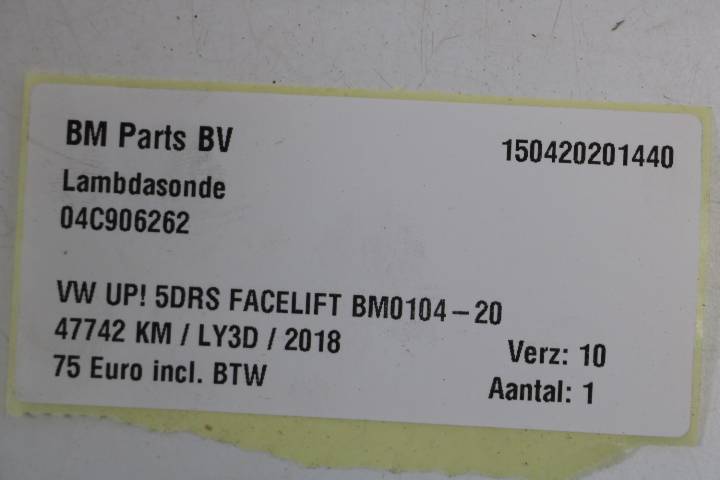 BM Parts BV
150420201440
Lambdasonde
04C906262
VW UP! 5DRS FACELIFT BM0104-20
47742 KM / LY3D / 2018
Verz: 10
75 Euro incl. BTW
Aantal: 1